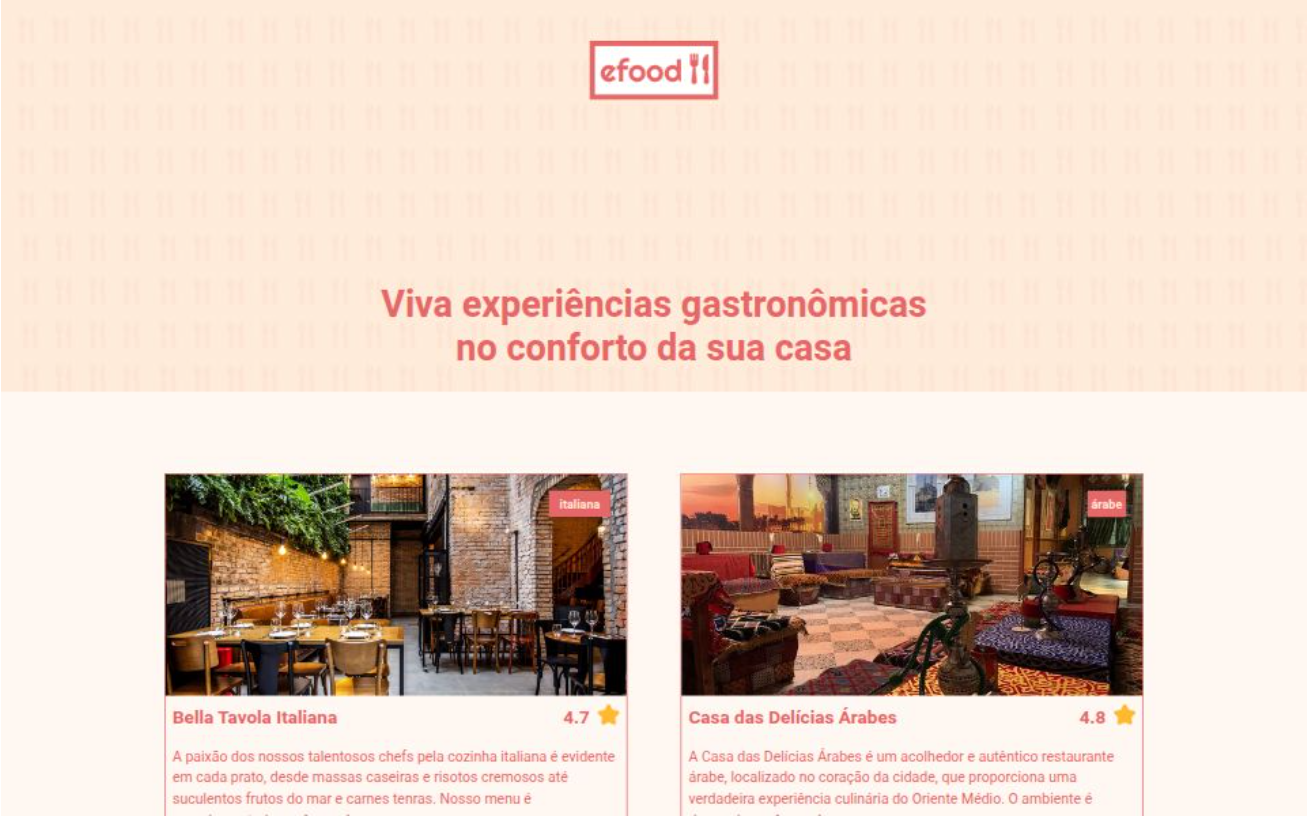 efood
Viva experiências gastronômicas
no conforto da sua casa
italiana
árabe
Bella Tavola Italiana
4.7
A paixão dos nossos talentosos chefs pela cozinha italiana é evidente
em cada prato, desde massas caseiras e risotos cremosos até
suculentos frutos do mar e carnes tenras. Nosso menu é
Casa das Delícias Árabes
4.8
A Casa das Delícias Árabes é um acolhedor e autêntico restaurante
árabe, localizado no coração da cidade, que proporciona uma
verdadeira experiência culinária do Oriente Médio. O ambiente é